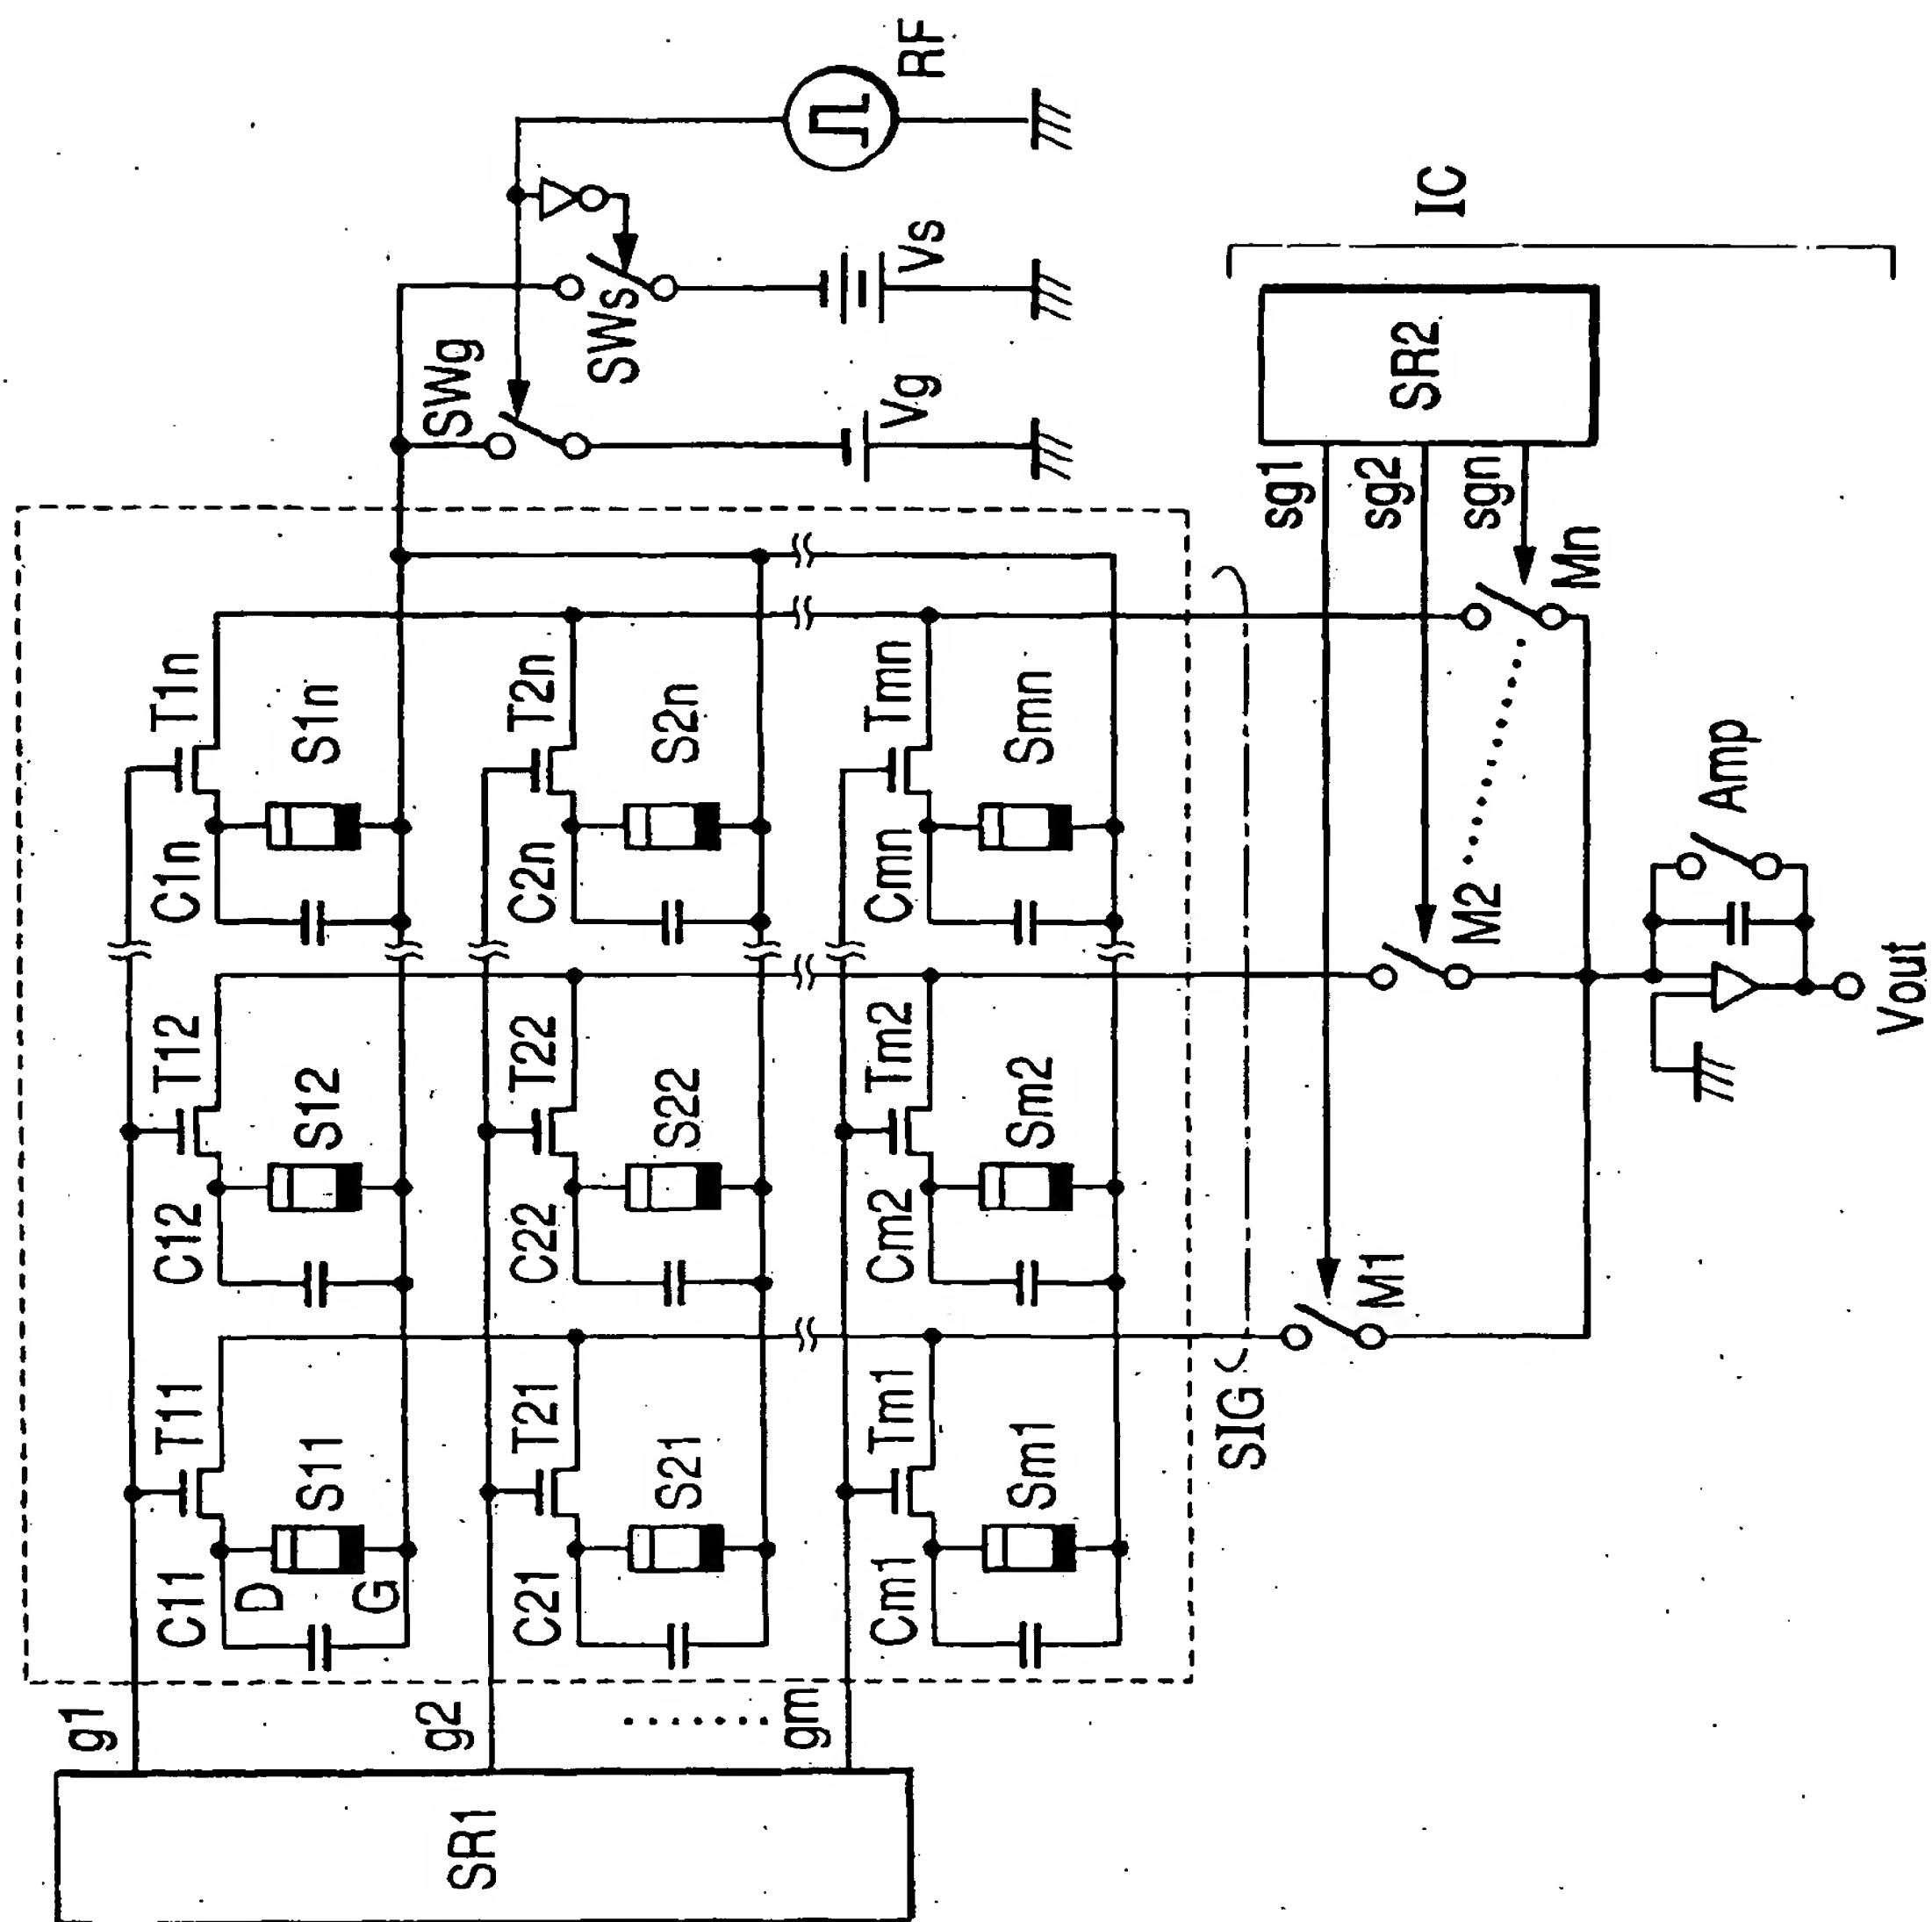 SR1
g1
g2
gm
C11
T11
D
G
S11
C12
T12
S12
C1n
T1n
S1n
C21
T21
S21
C22
T22
S22
C2n
T2n
S2n
Cm1
Tm1
Sm1
Cm2
Tm2
Sm2
Cmn
Tmn
Smn
SWg
SWs
Vg
Vs
RF
SIG
IC
SR2
sg1
sg2
sgn
M1
M2
Mn
Amp
Vout